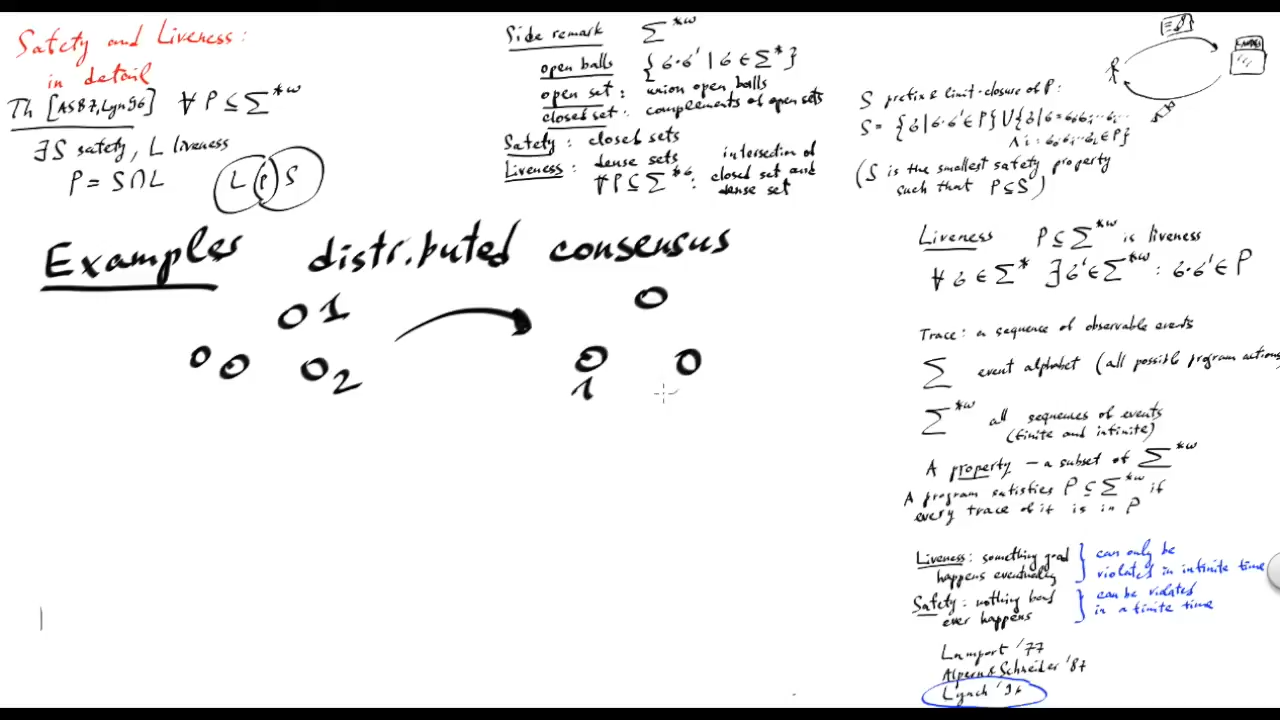 Safety and Liveness:
in detail
Th [AS87, Lyn96] ∀ P ⊆ Σ*ω
∃S safety, L liveness
P = S ∩ L
L P S
Side remark Σ*ω
open balls {σ·σ' | σ ∈ Σ*}
open set: union open balls
closed set: complements of open sets
Safety: closed sets
Liveness: dense sets
∀P ⊆ Σ*ω: intersection of
closed set and
dense set
S prefix & limit-closure of P:
S = {σ | σ·σ' ∈ P} ∪ {σ | σ = σ₀σ₁...σᵢ...
∧ i: σ₀σ₁...σᵢ ∈ P}
(S is the smallest safety property
such that P ⊆ S)
Examples distributed consensus
0 1
0 0 0 2
0
0 0
1
Liveness P ⊆ Σ*ω is liveness
∀ σ ∈ Σ* ∃ σ' ∈ Σ*ω : σ·σ' ∈ P
Trace: a sequence of observable events
Σ event alphabet (all possible program actions
Σ*ω all sequences of events
(finite and infinite)
A property – a subset of Σ*ω
A program satisfies P ⊆ Σ*ω if
every trace of it is in P
Liveness: something good
happens eventually
can only be
violated in infinite time
Safety: nothing bad
ever happens
can be violated
in a finite time
Lamport '77
Alpern & Schneider '87
Lynch '96